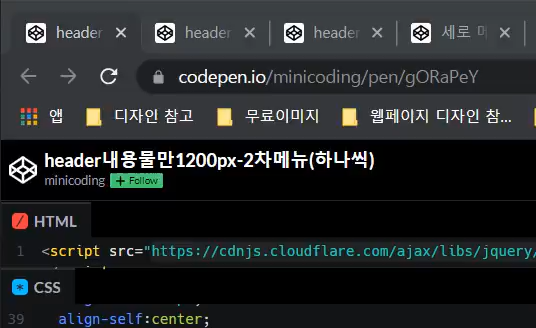 header
header
header
세로 마
codepen.io/minicoding/pen/gORaPeY
앱 디자인 참고 무료이미지 웹페이지 디자인 참...
header내용물만1200px-2차메뉴(하나씩)
minicoding + Follow
/ HTML
1 <script src="https://cdnjs.cloudflare.com/ajax/libs/jquery/
* CSS
39 align-self:center;